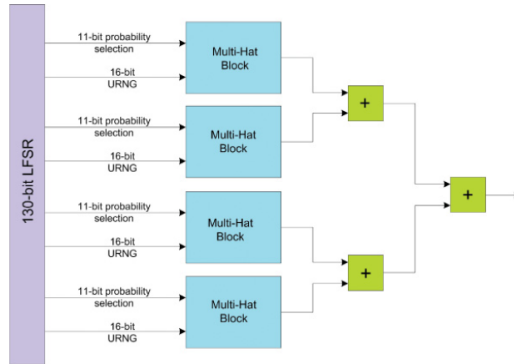 130-bit LFSR
11-bit probability
selection
16-bit
URNG
Multi-Hat
Block
11-bit probability
selection
16-bit
URNG
Multi-Hat
Block
11-bit probability
selection
16-bit
URNG
Multi-Hat
Block
11-bit probability
selection
16-bit
URNG
Multi-Hat
Block
+
+
+